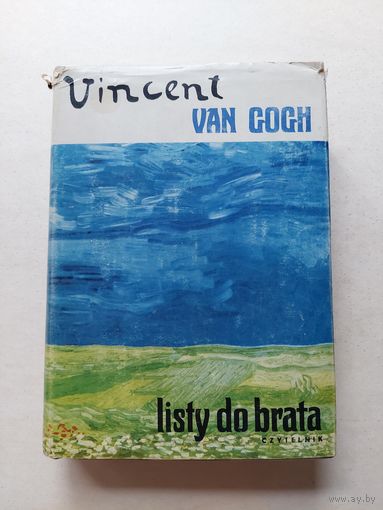 Vincent
VAN GOGH
listy do brata
CZYTELNIK
www.ay.by